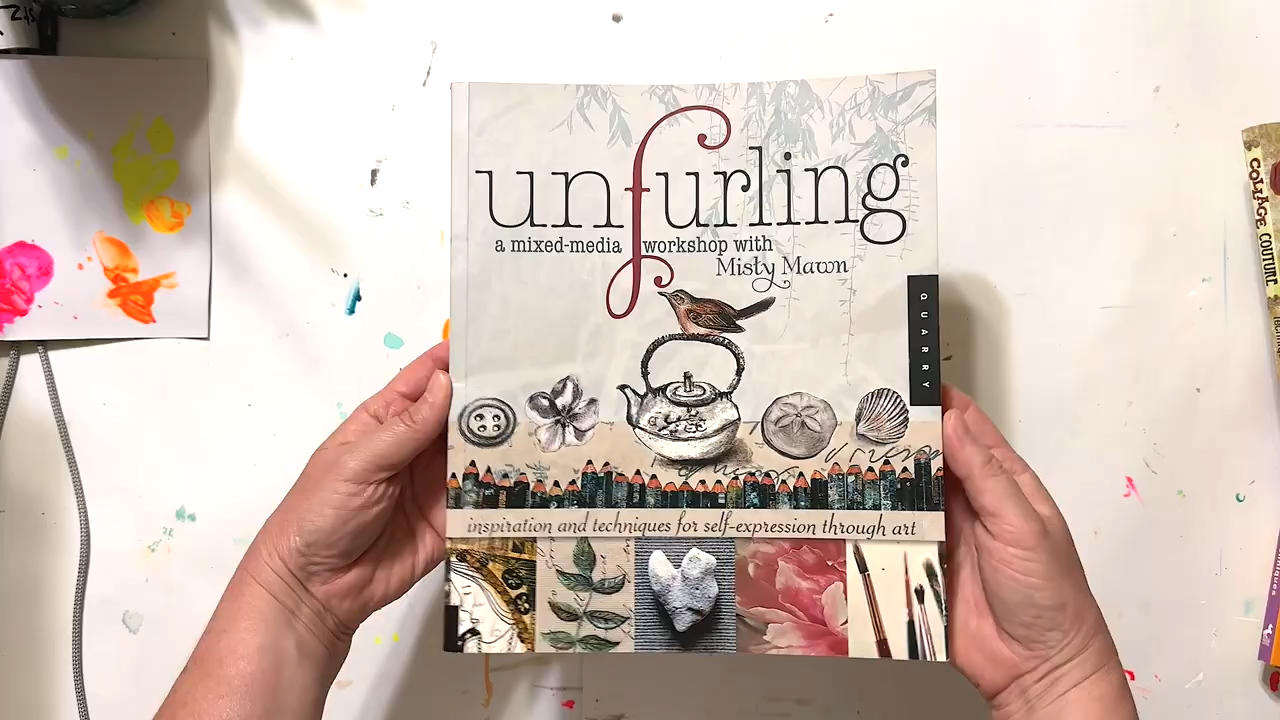 unfurling
a mixed-media workshop with
Misty Mawn
QUARRY
inspiration and techniques for self-expression through art
COLLAGE COUTURE